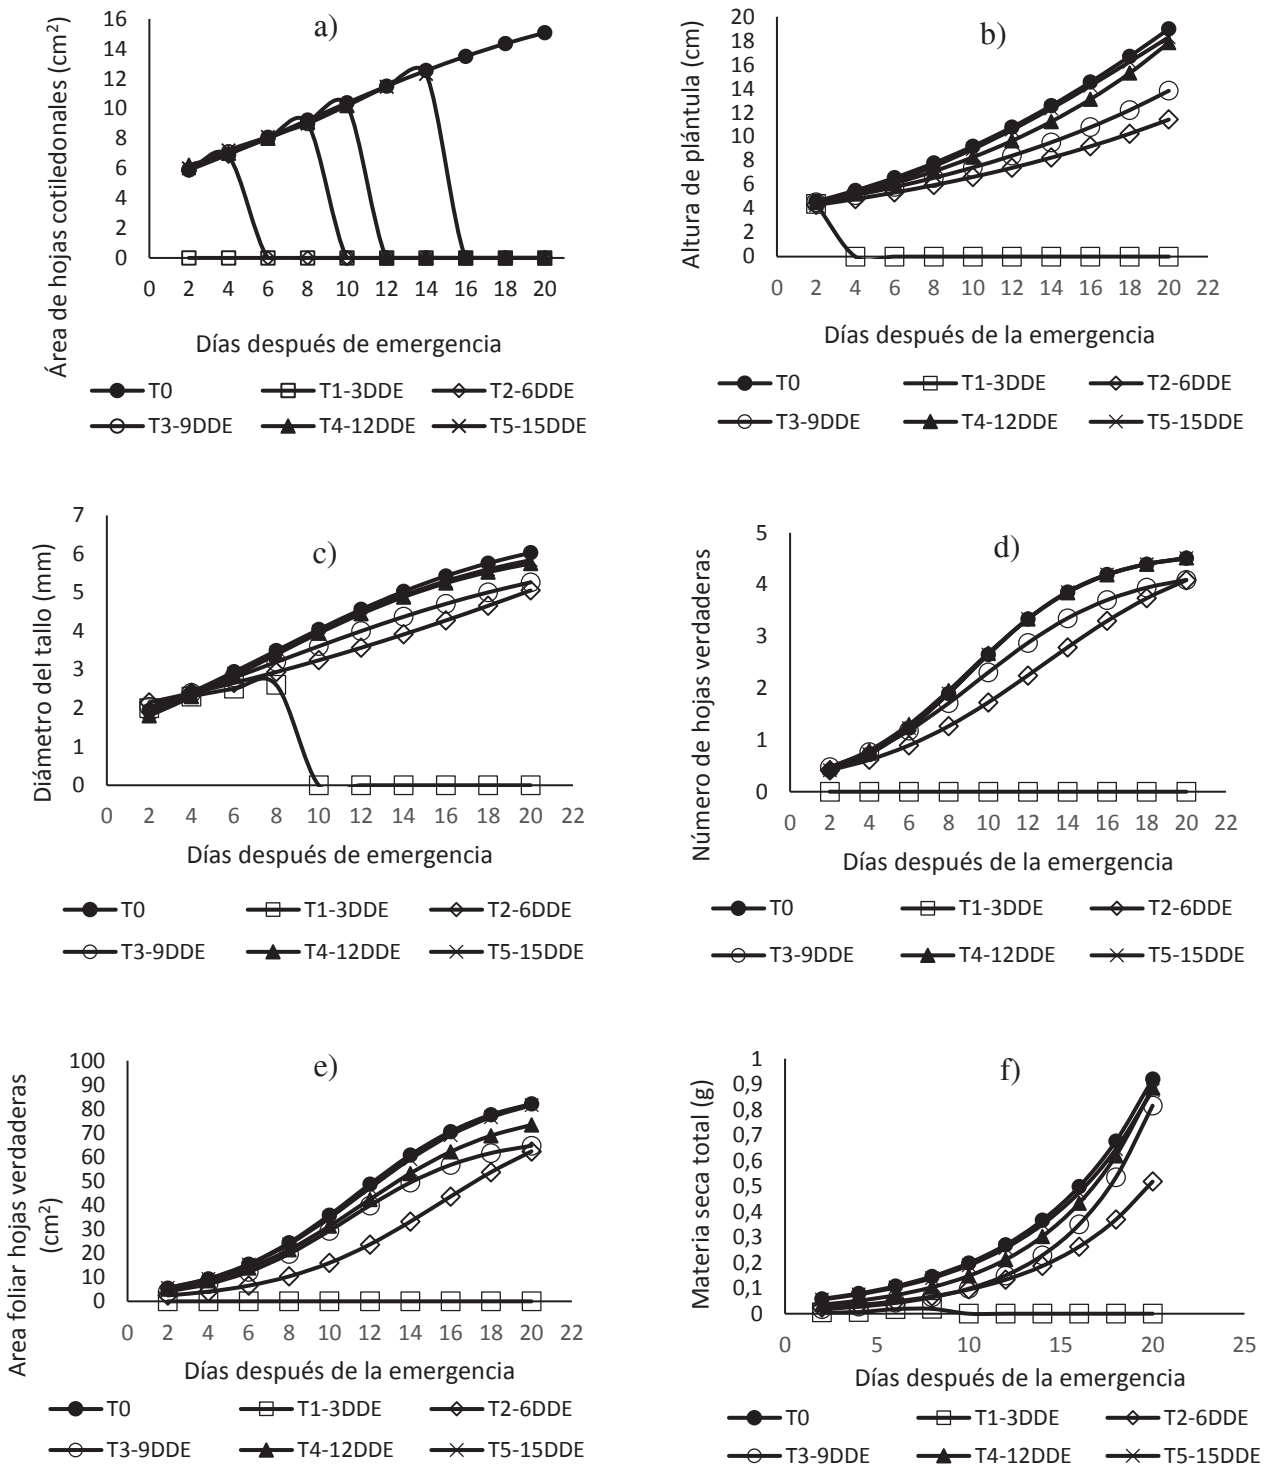 a)
Área de hojas cotiledonales (cm²)
16
14
12
10
8
6
4
2
0
0 2 4 6 8 10 12 14 16 18 20
Días después de emergencia
T0 T1-3DDE T2-6DDE
T3-9DDE T4-12DDE T5-15DDE
b)
Altura de plántula (cm)
20
18
16
14
12
10
8
6
4
2
0
0 2 4 6 8 10 12 14 16 18 20 22
Días después de la emergencia
T0 T1-3DDE T2-6DDE
T3-9DDE T4-12DDE T5-15DDE
c)
Diámetro del tallo (mm)
7
6
5
4
3
2
1
0
0 2 4 6 8 10 12 14 16 18 20 22
Días después de emergencia
T0 T1-3DDE T2-6DDE
T3-9DDE T4-12DDE T5-15DDE
d)
Número de hojas verdaderas
5
4
3
2
1
0
0 2 4 6 8 10 12 14 16 18 20 22
Días después de la emergencia
T0 T1-3DDE T2-6DDE
T3-9DDE T4-12DDE T5-15DDE
e)
Area foliar hojas verdaderas
(cm²)
100
90
80
70
60
50
40
30
20
10
0
0 2 4 6 8 10 12 14 16 18 20 22
Días después de la emergencia
T0 T1-3DDE T2-6DDE
T3-9DDE T4-12DDE T5-15DDE
f)
Materia seca total (g)
1
0,9
0,8
0,7
0,6
0,5
0,4
0,3
0,2
0,1
0
0 5 10 15 20 25
Días después de la emergencia
T0 T1-3DDE T2-6DDE
T3-9DDE T4-12DDE T5-15DDE